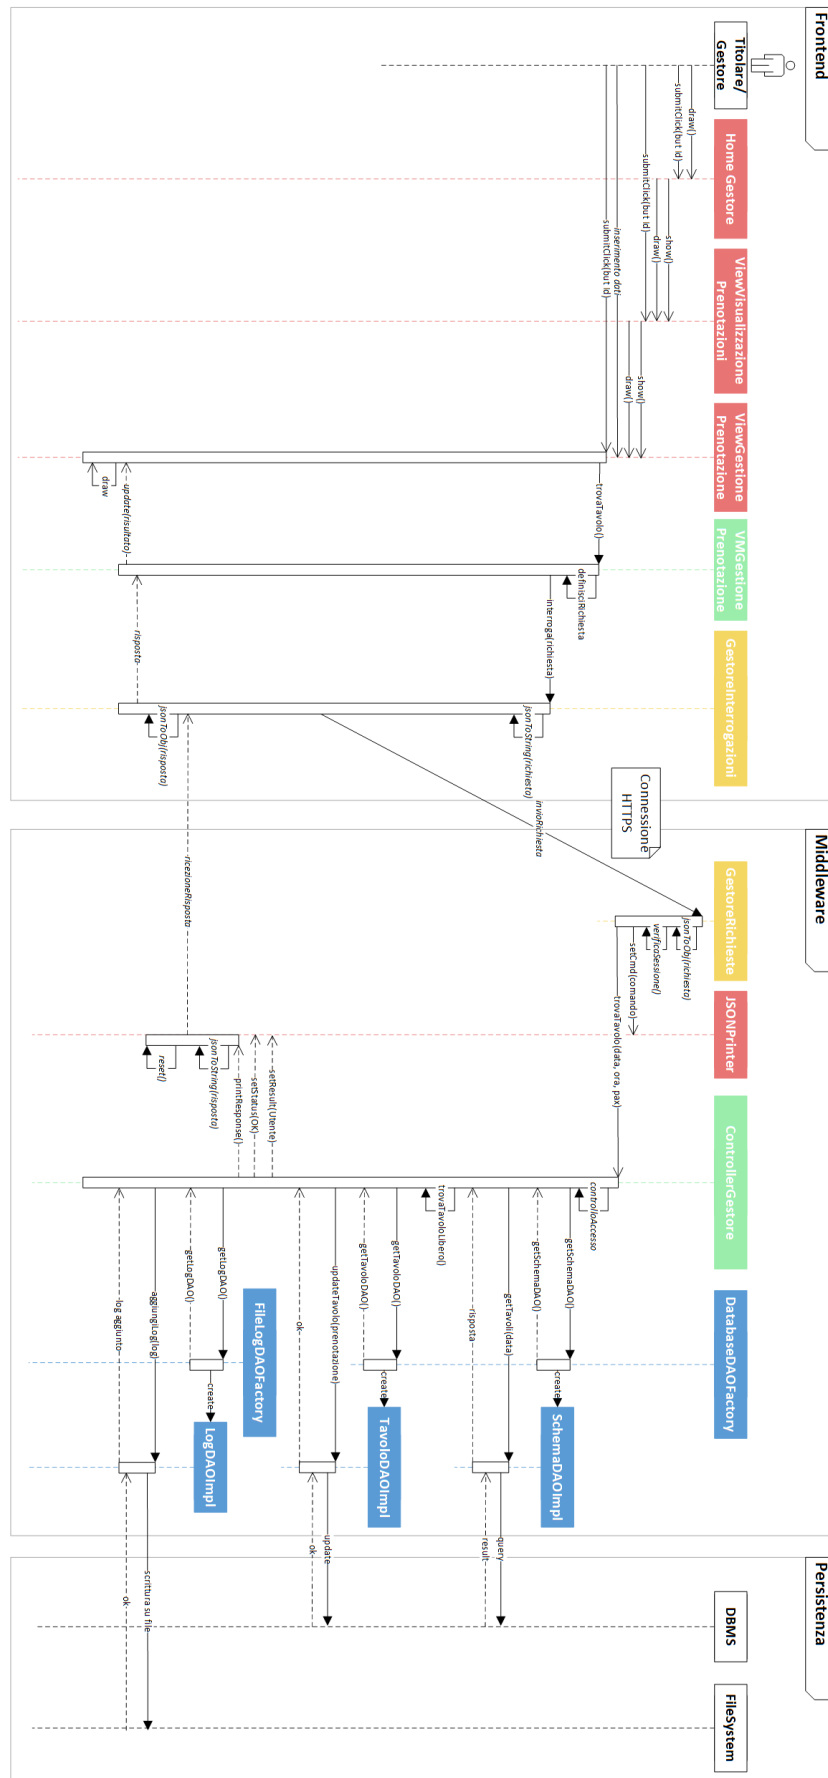 Frontend
Titolare/
Gestore
Home Gestore
ViewVisualizzazione
Prenotazioni
ViewGestione
Prenotazione
VMGestione
Prenotazione
GestoreInterrogazioni
draw()
submitClick(but Id)
show()
draw()
submitClick(but Id)
show()
draw()
inserimento dati
submitClick(but Id)
trovaTavolo()
definisciRichiesta
interroga(richiesta)
jsonToString(richiesta)
invioRichiesta
Connessione
HTTPS
Middleware
GestoreRichieste
JSONPrinter
ControllerGestore
DatabaseDAOFactory
jsonToObj(richiesta)
verificaSessione()
setCmd(comando)
trovaTavolo(data, ora, pax)
controlloAccesso
getSchemaDAO()
create
SchemaDAOImpl
getSchemaDAO()
getTavoli(data)
query
result
risposta
trovaTavoloLibero()
getTavoloDAO()
create
TavoloDAOImpl
getTavoloDAO()
updateTavolo(prenotazione)
update
ok
ok
setResult(Utente)
setStatus(OK)
printResponse()
FileLogDAOFactory
getLogDAO()
create
LogDAOImpl
getLogDAO()
jsonToString(risposta)
ricezioneRisposta
reset()
aggiungiLog(log)
scrittura su file
ok
log aggiunto
jsonToObj(risposta)
risposta
update(risultato)
draw
Persistenza
DBMS
FileSystem